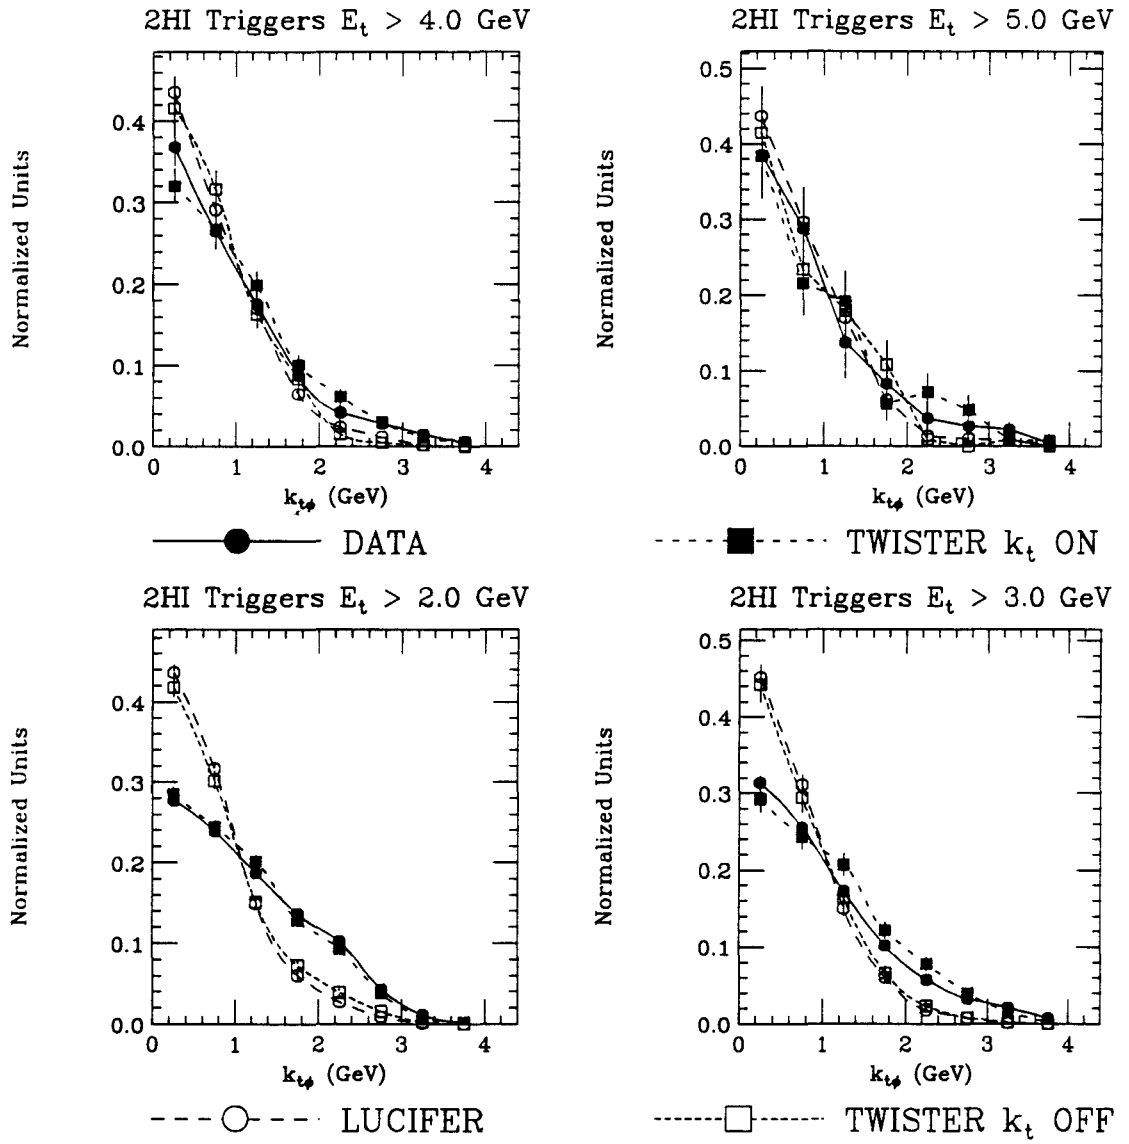 2HI Triggers E_t > 4.0 GeV
Normalized Units
0.4
0.3
0.2
0.1
0.0
0 1 2 3 4
k_tϕ (GeV)
2HI Triggers E_t > 5.0 GeV
Normalized Units
0.5
0.4
0.3
0.2
0.1
0.0
0 1 2 3 4
k_tϕ (GeV)
DATA
TWISTER k_t ON
2HI Triggers E_t > 2.0 GeV
Normalized Units
0.4
0.3
0.2
0.1
0.0
0 1 2 3 4
k_tϕ (GeV)
2HI Triggers E_t > 3.0 GeV
Normalized Units
0.5
0.4
0.3
0.2
0.1
0.0
0 1 2 3 4
k_tϕ (GeV)
LUCIFER
TWISTER k_t OFF